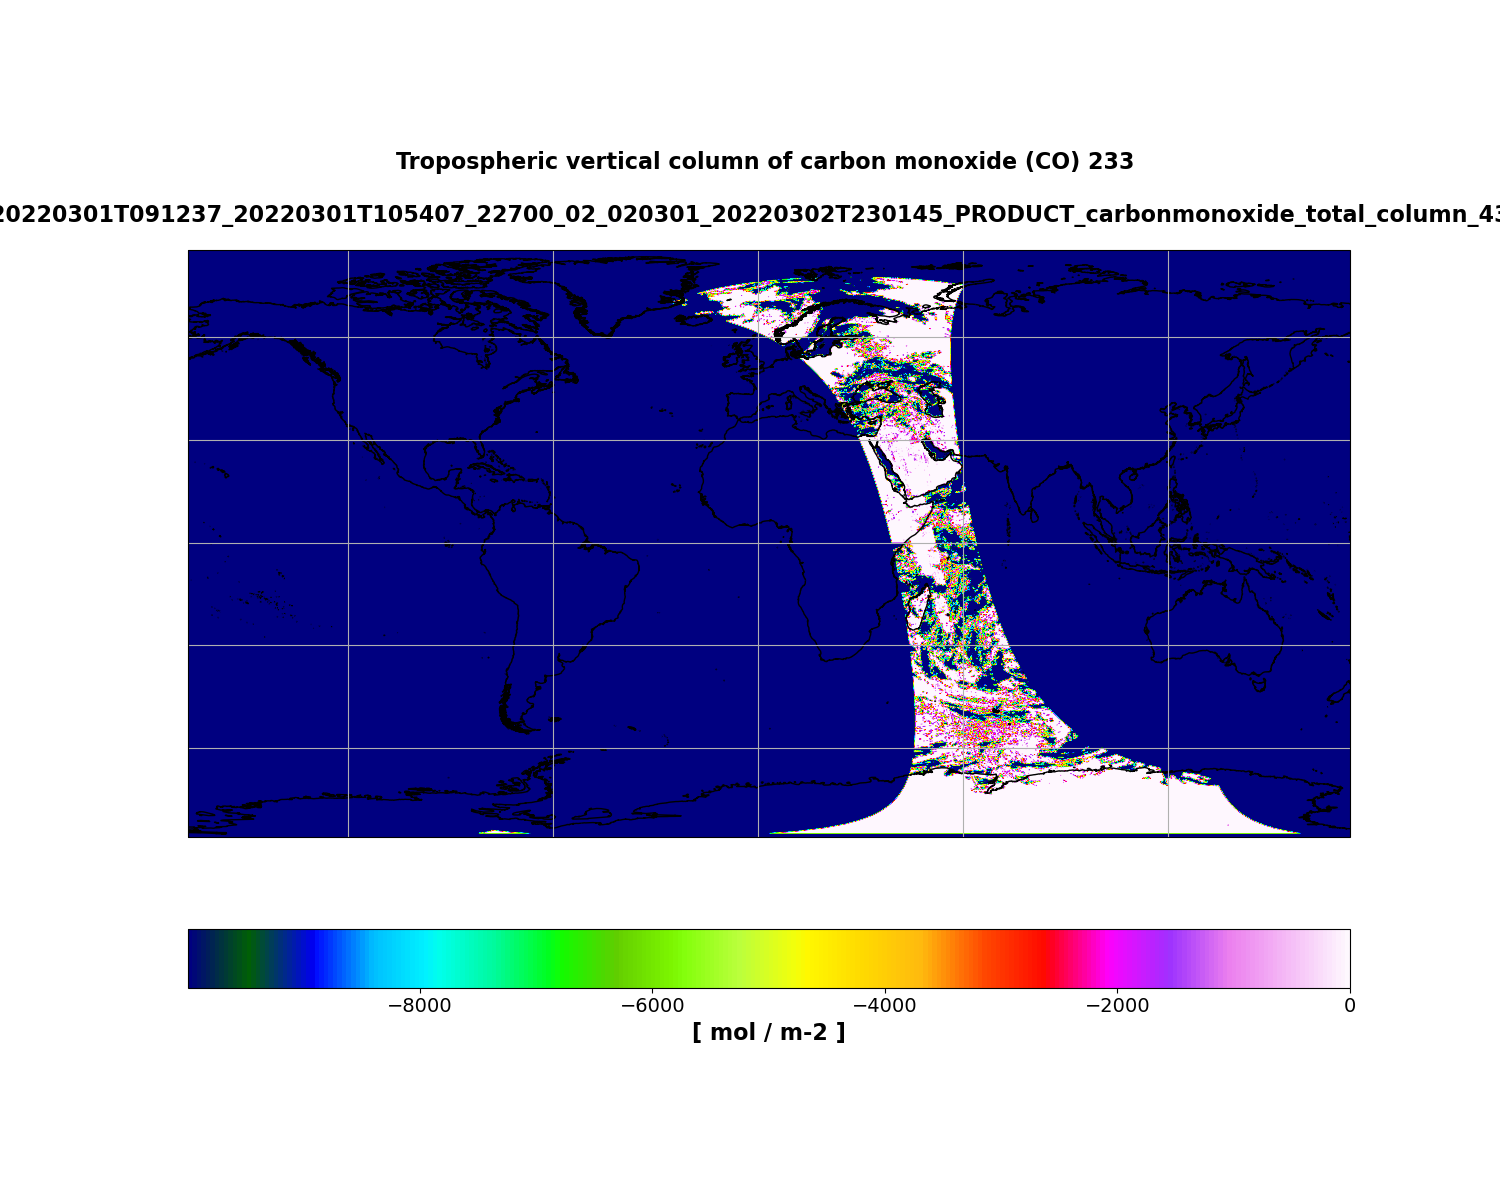 Tropospheric vertical column of carbon monoxide (CO) 233
20220301T091237_20220301T105407_22700_02_020301_20220302T230145_PRODUCT_carbonmonoxide_total_column_43
−8000 −6000 −4000 −2000 0
[ mol / m-2 ]